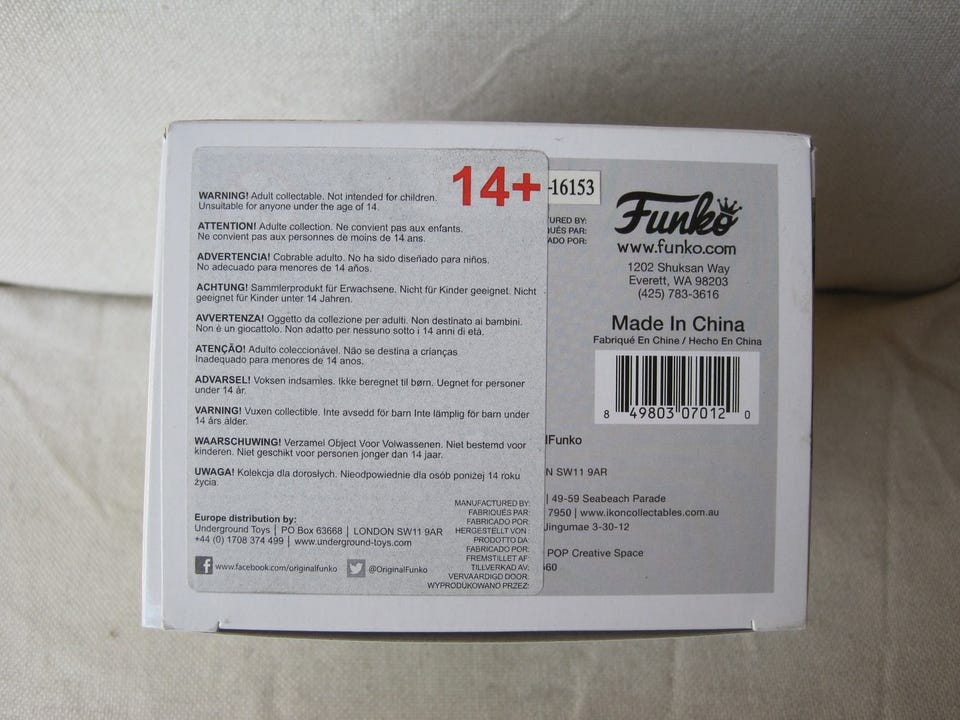 14+
WARNING! Adult collectable. Not intended for children.
Unsuitable for anyone under the age of 14.
ATTENTION! Adulte collection. Ne convient pas aux enfants.
Ne convient pas aux personnes de moins de 14 ans.
ADVERTENCIA! Cobrable adulto. No ha sido diseñado para niños.
No adecuado para menores de 14 años.
ACHTUNG! Sammlerprodukt für Erwachsene. Nicht für Kinder geeignet. Nicht
geeignet für Kinder unter 14 Jahren.
AVVERTENZA! Oggetto da collezione per adulti. Non destinato ai bambini.
Non è un giocattolo. Non adatto per nessuno sotto i 14 anni di età.
ATENÇÃO! Adulto coleccionável. Não se destina a crianças
Inadequado para menores de 14 anos.
ADVARSEL! Voksen indsamles. Ikke beregnet til børn. Uegnet for personer
under 14 år.
VARNING! Vuxen collectible. Inte avsedd för barn Inte lämplig för barn under
14 års ålder.
WAARSCHUWING! Verzamel Object Voor Volwassenen. Niet bestemd voor
kinderen. Niet geschikt voor personen jonger dan 14 jaar.
UWAGA! Kolekcja dla dorosłych. Nieodpowiednie dla osób poniżej 14 roku
życia.
Europe distribution by:
Underground Toys | PO Box 63668 | LONDON SW11 9AR
+44 (0) 1708 374 499 | www.underground-toys.com
www.facebook.com/originalfunko @OriginalFunko
MANUFACTURED BY:
FABRIQUÉS PAR:
FABRICADO POR:
HERGESTELLT VON :
PRODOTTO DA:
FABRICADO POR:
FREMSTILLET AF:
TILLVERKAD AV:
VERVAARDIGD DOOR:
WYPRODUKOWANO PRZEZ:
-16153
URED BY:
UÉS PAR:
ADO POR:
Funko
www.funko.com
1202 Shuksan Way
Everett, WA 98203
(425) 783-3616
Made In China
Fabriqué En Chine / Hecho En China
8 49803 07012 0
lFunko
N SW11 9AR
| 49-59 Seabeach Parade
7950 | www.ikoncollectables.com.au
Jingumae 3-30-12
POP Creative Space
60